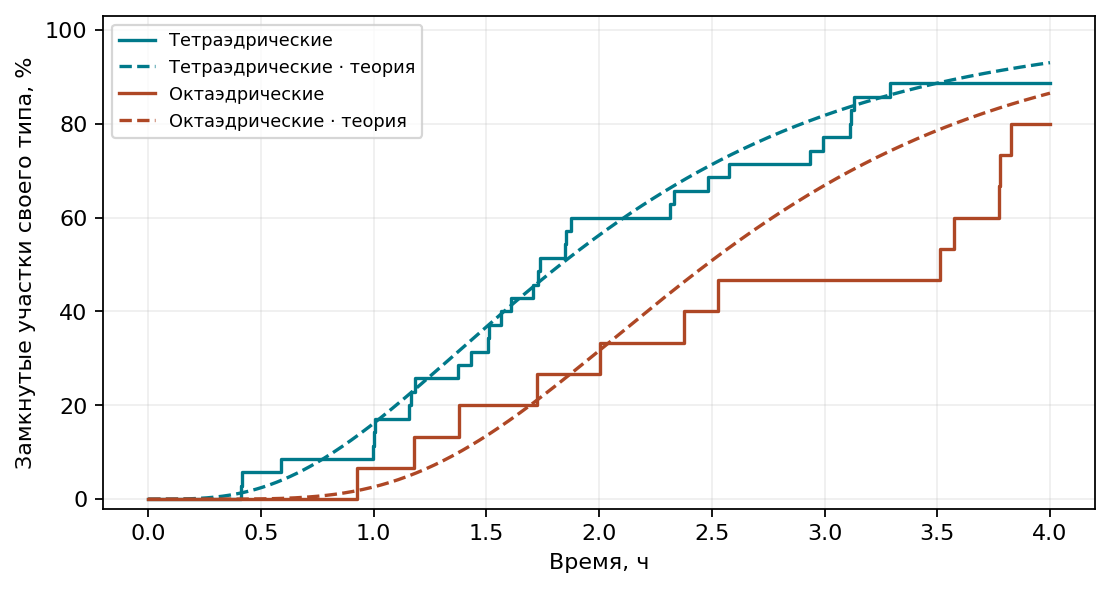 Замкнутые участки своего типа, %
100
80
60
40
20
0
Тетраэдрические
Тетраэдрические · теория
Октаэдрические
Октаэдрические · теория
0.0 0.5 1.0 1.5 2.0 2.5 3.0 3.5 4.0
Время, ч